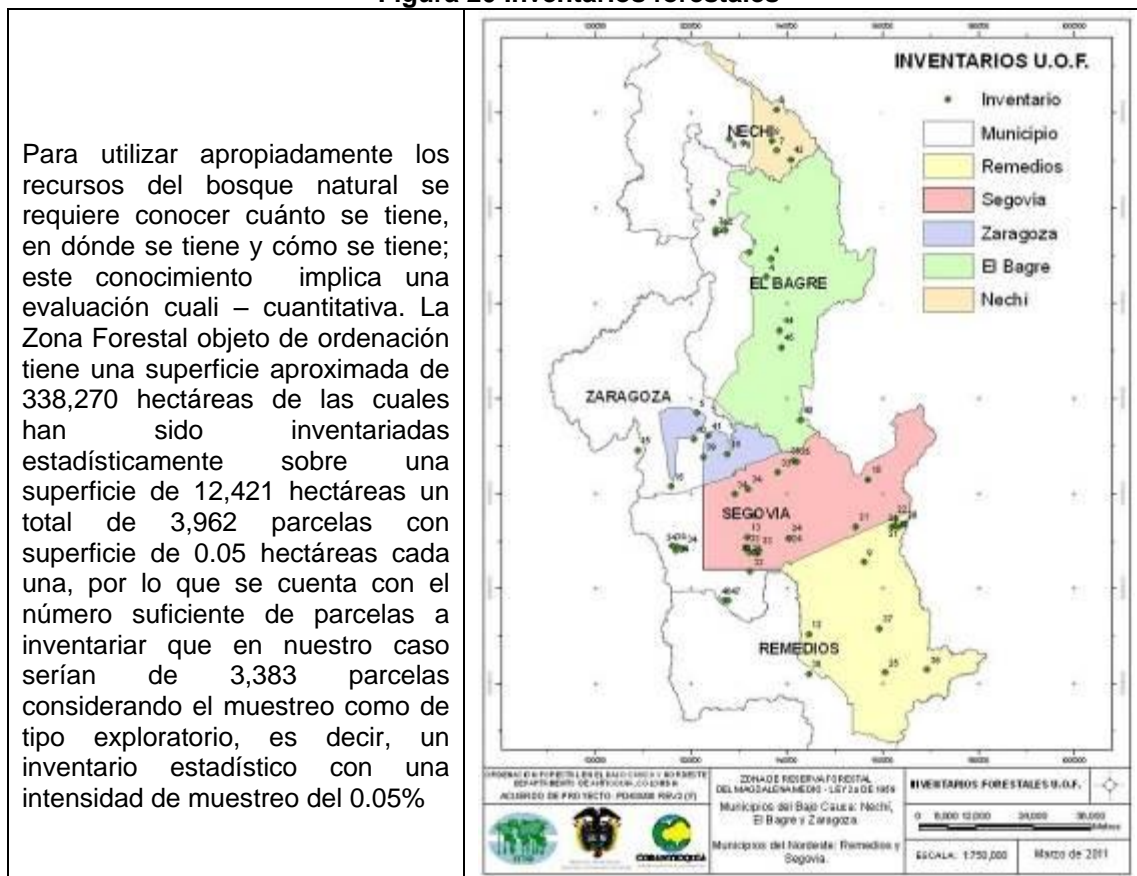 Figura 20 Inventarios forestales
Para utilizar apropiadamente los
recursos del bosque natural se
requiere conocer cuánto se tiene,
en dónde se tiene y cómo se tiene;
este conocimiento implica una
evaluación cuali – cuantitativa. La
Zona Forestal objeto de ordenación
tiene una superficie aproximada de
338,270 hectáreas de las cuales
han sido inventariadas
estadísticamente sobre una
superficie de 12,421 hectáreas un
total de 3,962 parcelas con
superficie de 0.05 hectáreas cada
una, por lo que se cuenta con el
número suficiente de parcelas a
inventariar que en nuestro caso
serían de 3,383 parcelas
considerando el muestreo como de
tipo exploratorio, es decir, un
inventario estadístico con una
intensidad de muestreo del 0.05%
INVENTARIOS U.O.F.
Inventario
Municipio
Remedios
Segovia
Zaragoza
El Bagre
Nechí
NECHÍ
EL BAGRE
ZARAGOZA
SEGOVIA
REMEDIOS
ZONA DE RESERVA FORESTAL
DEL MAGDALENA MEDIO - LEY 2a DE 1959
Municipios del Bajo Cauca: Nechí,
El Bagre y Zaragoza.
Municipios del Nordeste: Remedios y
Segovia.
INVENTARIOS FORESTALES U.O.F.
ESCALA: 1:750,000
Marzo de 2011
CORANTIOQUIA